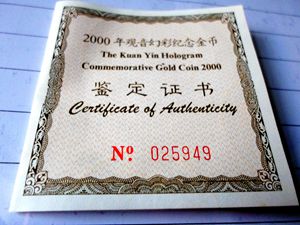 2000年观音幻彩纪念金币
The Kuan Yin Hologram
Commemorative Gold Coin 2000
鉴定证书
Certificate of Authenticity
Nº 025949